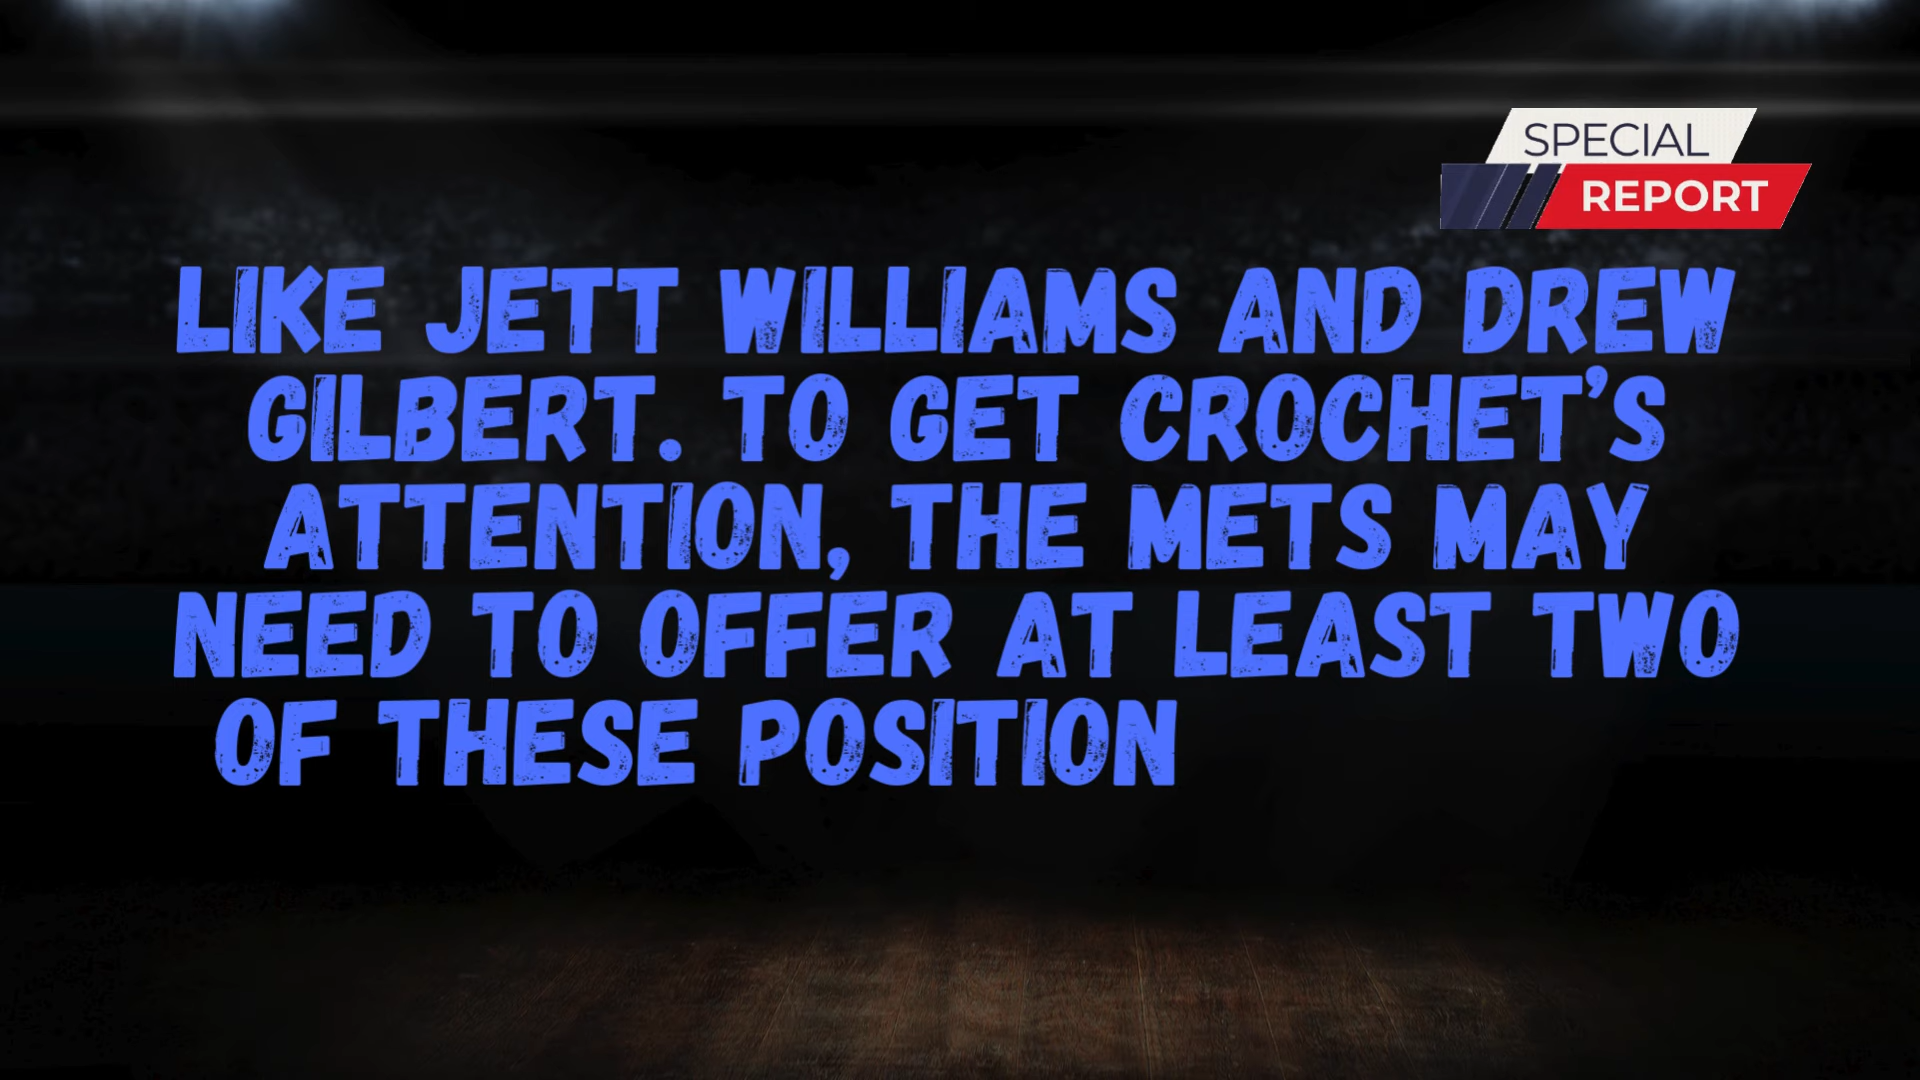 SPECIAL
REPORT
LIKE JETT WILLIAMS AND DREW
GILBERT. TO GET CROCHET’S
ATTENTION, THE METS MAY
NEED TO OFFER AT LEAST TWO
OF THESE POSITION